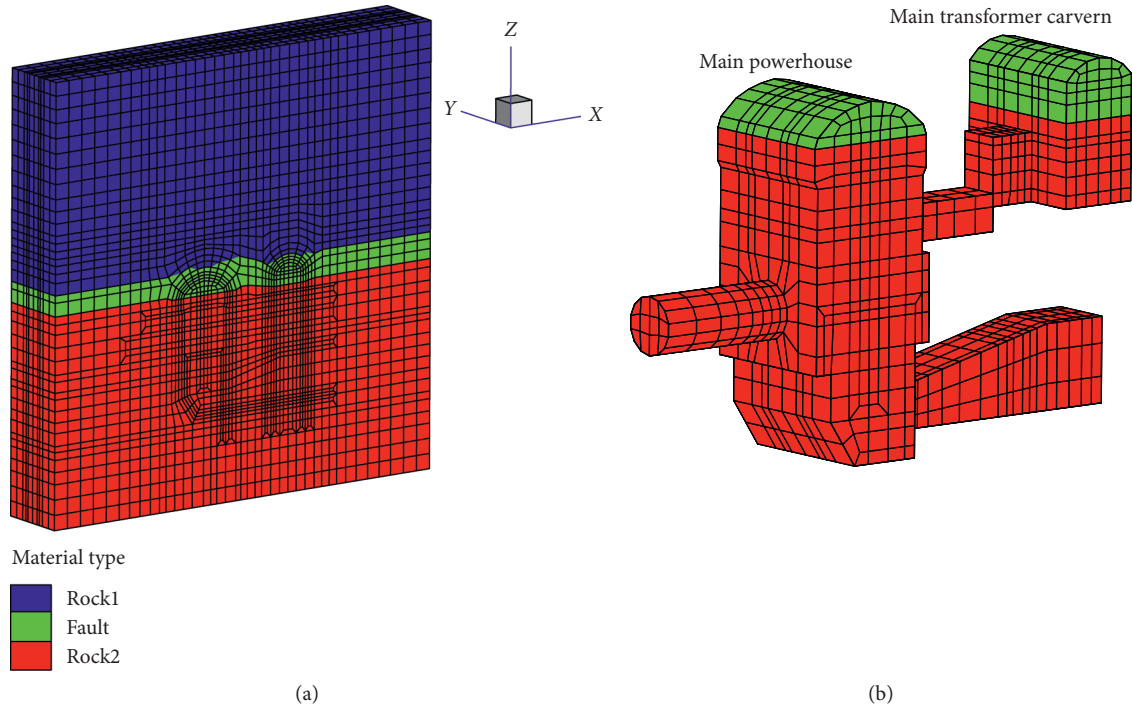 Main transformer carvern
Main powerhouse
Z
Y
X
Material type
Rock1
Fault
Rock2
(a)
(b)